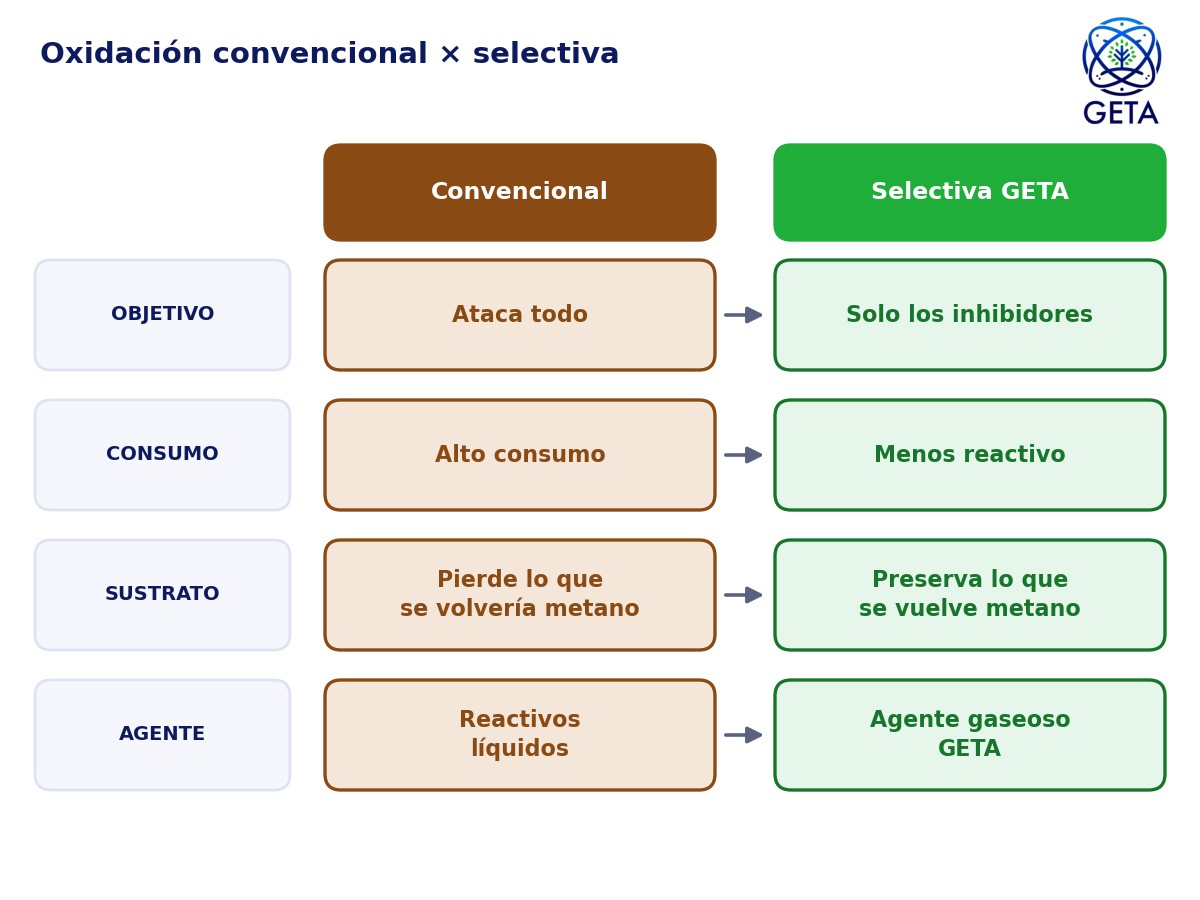 Oxidación convencional × selectiva
GETA
Convencional
Selectiva GETA
OBJETIVO
Ataca todo
Solo los inhibidores
CONSUMO
Alto consumo
Menos reactivo
SUSTRATO
Pierde lo que
se volvería metano
Preserva lo que
se vuelve metano
AGENTE
Reactivos
líquidos
Agente gaseoso
GETA